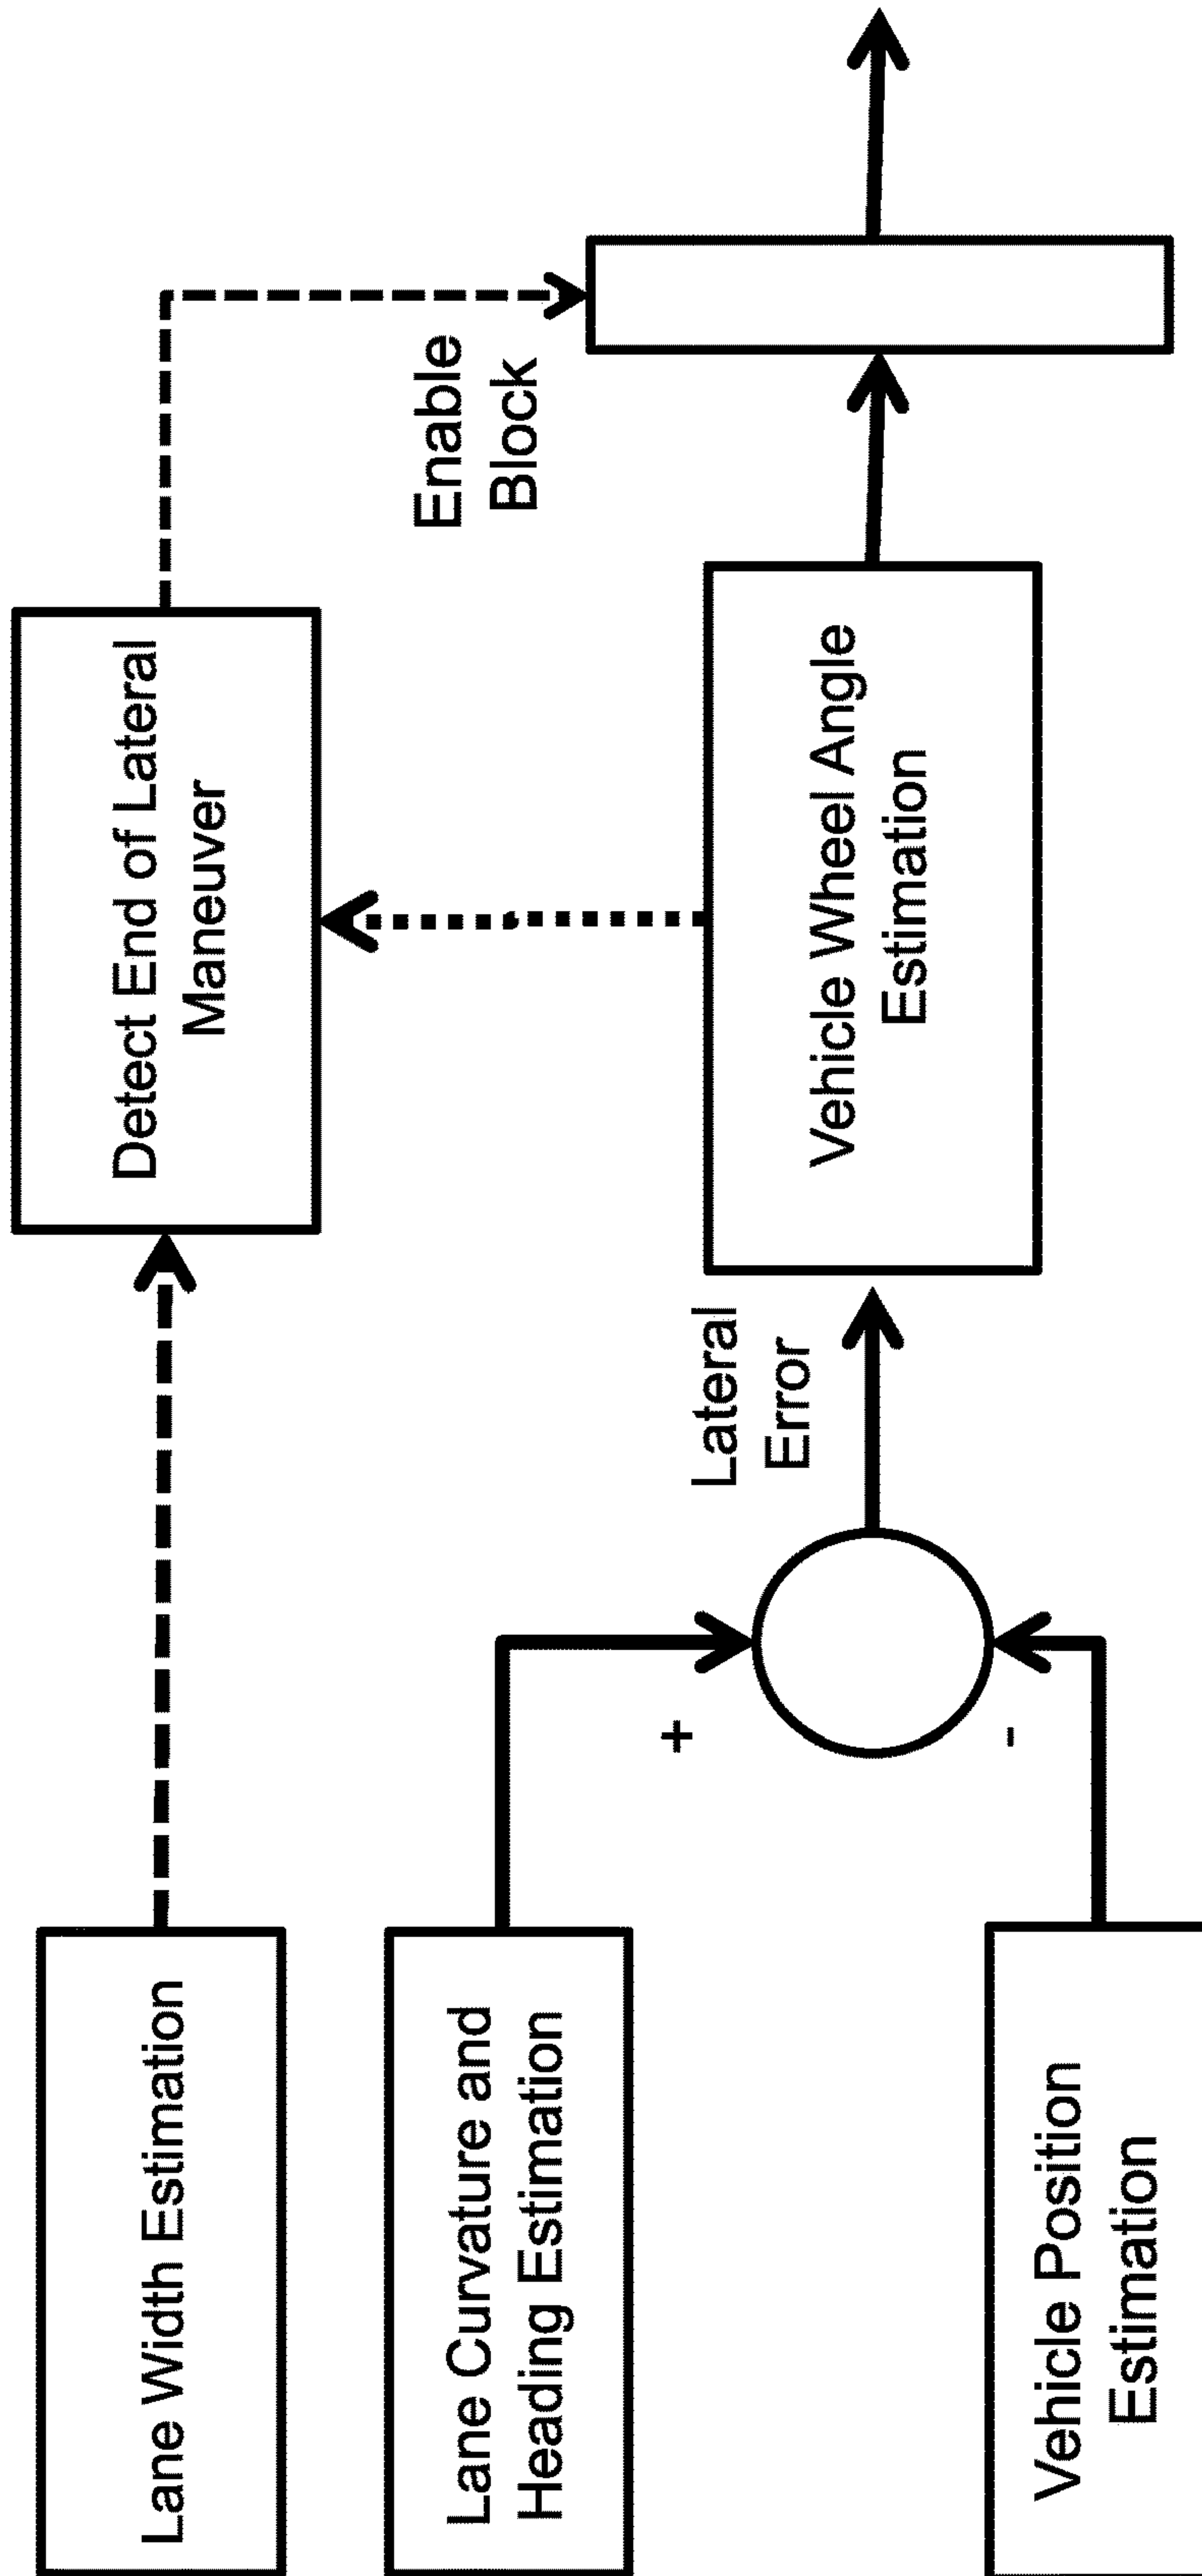 Lane Width Estimation
Detect End of Lateral
Maneuver
Enable
Block
Lane Curvature and
Heading Estimation
+
-
Lateral
Error
Vehicle Wheel Angle
Estimation
Vehicle Position
Estimation